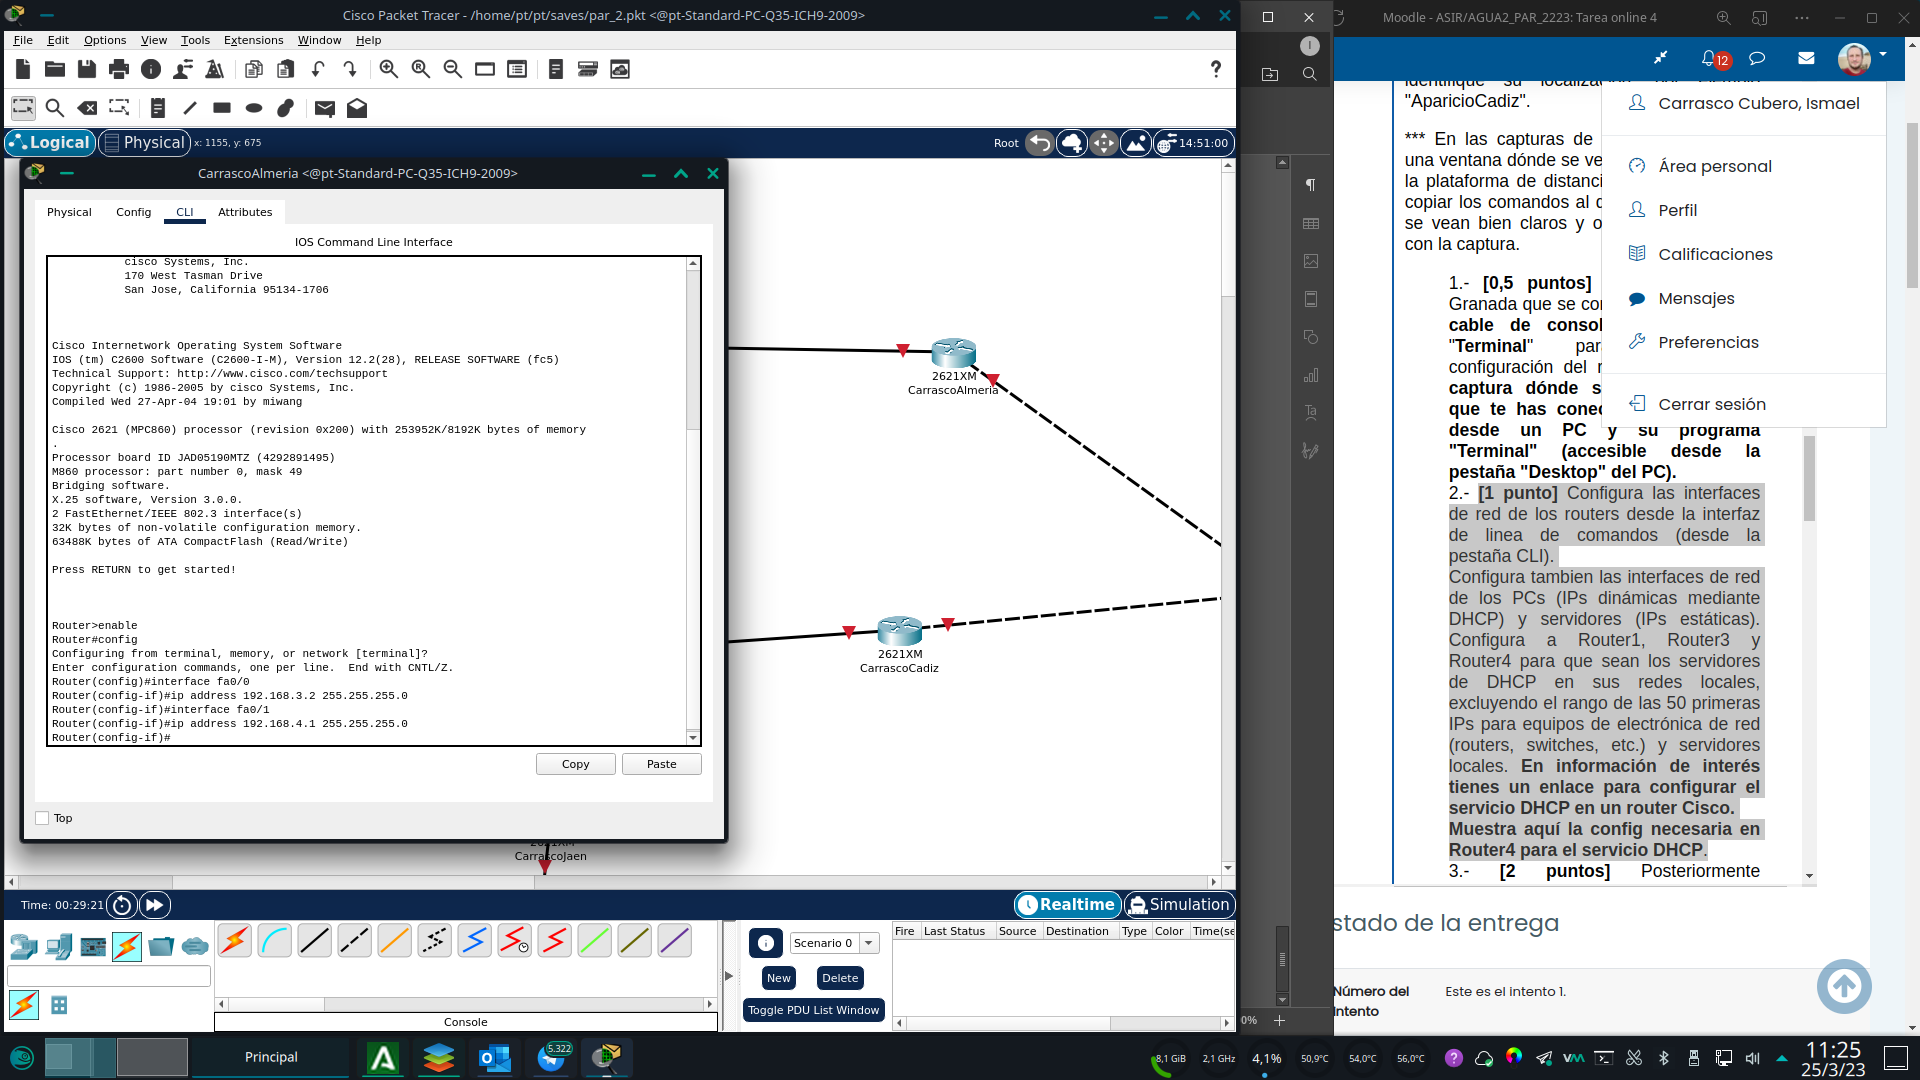 Cisco Packet Tracer - /home/pt/pt/saves/par_2.pkt <@pt-Standard-PC-Q35-ICH9-2009>
File Edit Options View Tools Extensions Window Help
Logical
Physical
x: 1155, y: 675
Root
14:51:00
CarrascoAlmeria <@pt-Standard-PC-Q35-ICH9-2009>
Physical Config CLI Attributes
IOS Command Line Interface
cisco Systems, Inc.
170 West Tasman Drive
San Jose, California 95134-1706
Cisco Internetwork Operating System Software
IOS (tm) C2600 Software (C2600-I-M), Version 12.2(28), RELEASE SOFTWARE (fc5)
Technical Support: http://www.cisco.com/techsupport
Copyright (c) 1986-2005 by cisco Systems, Inc.
Compiled Wed 27-Apr-04 19:01 by miwang
Cisco 2621 (MPC860) processor (revision 0x200) with 253952K/8192K bytes of memory
.
Processor board ID JAD05190MTZ (4292891495)
M860 processor: part number 0, mask 49
Bridging software.
X.25 software, Version 3.0.0.
2 FastEthernet/IEEE 802.3 interface(s)
32K bytes of non-volatile configuration memory.
63488K bytes of ATA CompactFlash (Read/Write)
Press RETURN to get started!
Router>enable
Router#config
Configuring from terminal, memory, or network [terminal]?
Enter configuration commands, one per line.  End with CNTL/Z.
Router(config)#interface fa0/0
Router(config-if)#ip address 192.168.3.2 255.255.255.0
Router(config-if)#interface fa0/1
Router(config-if)#ip address 192.168.4.1 255.255.255.0
Router(config-if)#
Copy
Paste
Top
2621XM
CarrascoAlmeria
2621XM
CarrascoCadiz
2621XM
CarrascoJaen
Time: 00:29:21
Realtime
Simulation
Scenario 0
New
Delete
Toggle PDU List Window
Fire Last Status Source Destination Type Color Time(se
Console
0%
Moodle - ASIR/AGUA2_PAR_2223: Tarea online 4
I
12
"AparicioCadiz".
*** En las capturas de
una ventana dónde se ve
la plataforma de distanci
copiar los comandos al d
se vean bien claros y o
con la captura.
1.- [0,5 puntos]
Granada que se co
cable de consol
"Terminal" par
configuración del r
captura dónde s
que te has conec
desde un PC y su programa
"Terminal" (accesible desde la
pestaña "Desktop" del PC).
2.- [1 punto] Configura las interfaces
de red de los routers desde la interfaz
de linea de comandos (desde la
pestaña CLI).
Configura tambien las interfaces de red
de los PCs (IPs dinámicas mediante
DHCP) y servidores (IPs estáticas).
Configura a Router1, Router3 y
Router4 para que sean los servidores
de DHCP en sus redes locales,
excluyendo el rango de las 50 primeras
IPs para equipos de electrónica de red
(routers, switches, etc.) y servidores
locales. En información de interés
tienes un enlace para configurar el
servicio DHCP en un router Cisco.
Muestra aquí la config necesaria en
Router4 para el servicio DHCP.
3.- [2 puntos] Posteriormente
Carrasco Cubero, Ismael
Área personal
Perfil
Calificaciones
Mensajes
Preferencias
Cerrar sesión
stado de la entrega
Número del
intento
Este es el intento 1.
Principal
5.322
8,1 GiB
2,1 GHz
4,1%
50,9°C
54,0°C
56,0°C
11:25
25/3/23